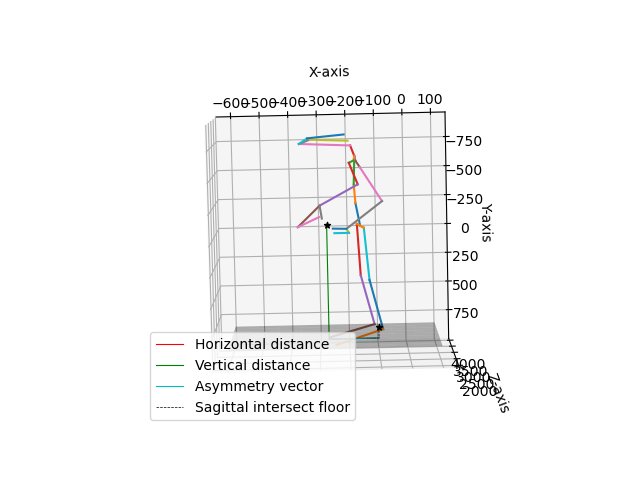 X-axis
−600 −500 −400 −300 −200 −100 0 100
−750
−500
−250
0
Y-axis
250
500
750
4000
3500
3000
2500
2000
Z-axis
Horizontal distance
Vertical distance
Asymmetry vector
Sagittal intersect floor